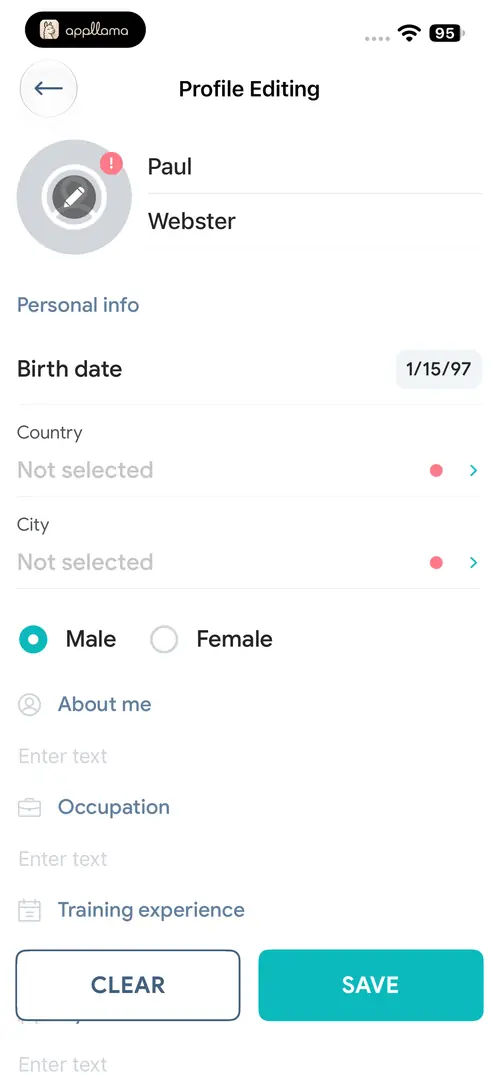 appllama
95
Profile Editing
!
Paul
Webster
Personal info
Birth date
1/15/97
Country
Not selected
City
Not selected
Male
Female
About me
Enter text
Occupation
Enter text
Training experience
CLEAR
SAVE
Enter text